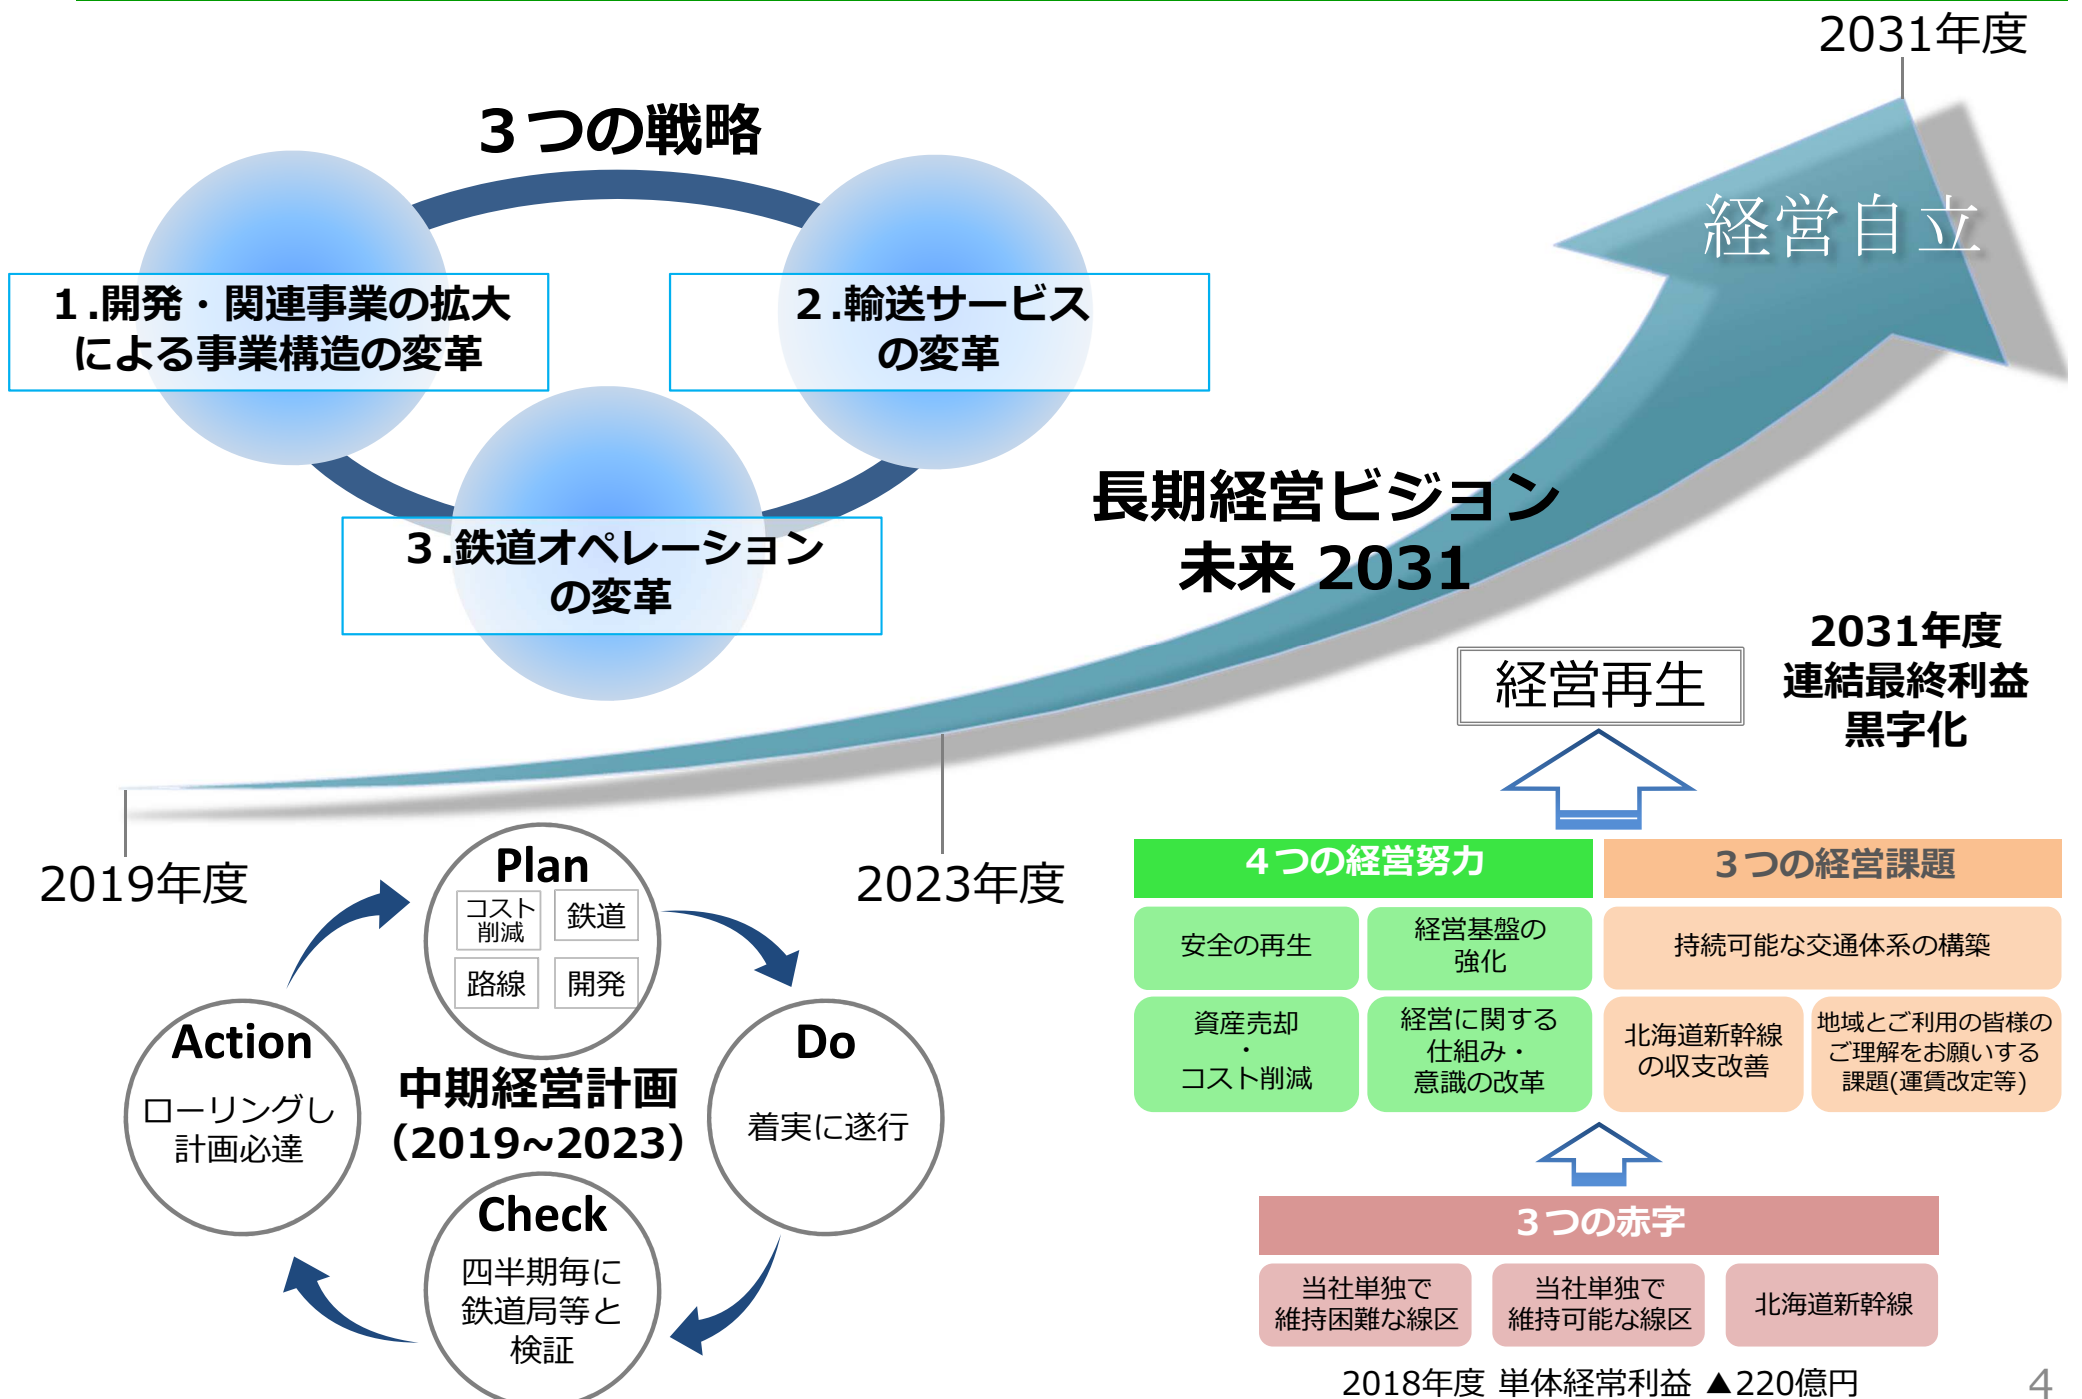 2031年度
３つの戦略
経営自立
１.開発・関連事業の拡大
による事業構造の変革
２.輸送サービス
の変革
３.鉄道オペレーション
の変革
長期経営ビジョン
未来 2031
2031年度
連結最終利益
黒字化
経営再生
2019年度
2023年度
Plan
コスト
削減
鉄道
路線
開発
Do
着実に遂行
Check
四半期毎に
鉄道局等と
検証
Action
ローリングし
計画必達
中期経営計画
（2019~2023）
４つの経営努力
安全の再生
経営基盤の
強化
資産売却
・
コスト削減
経営に関する
仕組み・
意識の改革
３つの経営課題
持続可能な交通体系の構築
北海道新幹線
の収支改善
地域とご利用の皆様の
ご理解をお願いする
課題(運賃改定等)
３つの赤字
当社単独で
維持困難な線区
当社単独で
維持可能な線区
北海道新幹線
2018年度 単体経常利益 ▲220億円
4